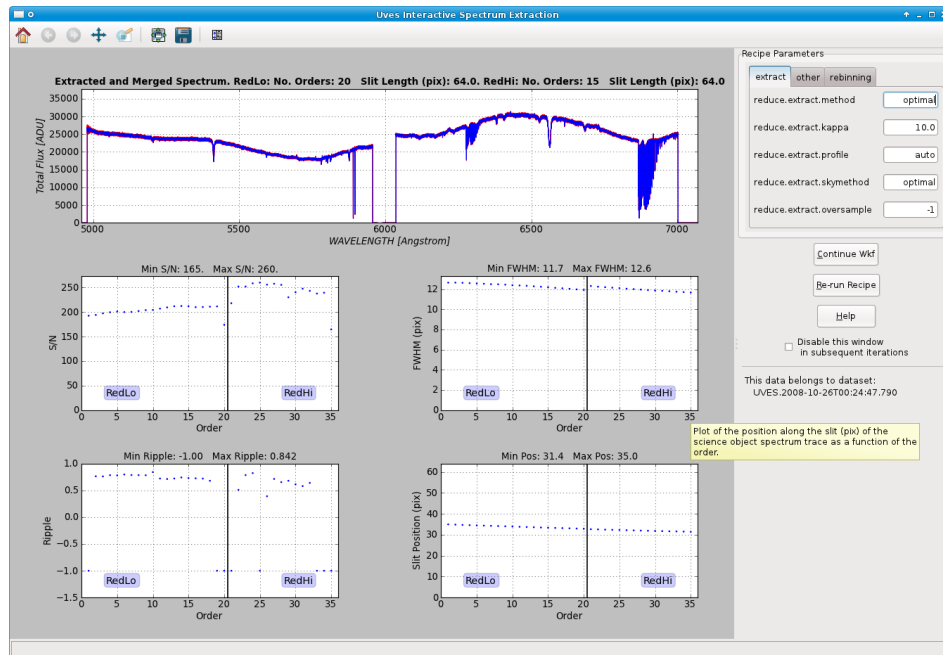 Uves Interactive Spectrum Extraction
Extracted and Merged Spectrum. RedLo: No. Orders: 20 Slit Length (pix): 64.0. RedHi: No. Orders: 15 Slit Length (pix): 64.0
Total Flux [ADU]
35000
30000
25000
20000
15000
10000
5000
0
5000 5500 6000 6500 7000
WAVELENGTH [Angstrom]
Min S/N: 165. Max S/N: 260.
S/N
250
200
150
100
50
0
RedLo
RedHi
0 5 10 15 20 25 30 35
Order
Min FWHM: 11.7 Max FWHM: 12.6
FWHM (pix)
12
10
8
6
4
2
0
RedLo
RedHi
0 5 10 15 20 25 30 35
Order
Min Ripple: -1.00 Max Ripple: 0.842
Ripple
1.0
0.5
0.0
−0.5
−1.0
−1.5
RedLo
RedHi
0 5 10 15 20 25 30 35
Order
Min Pos: 31.4 Max Pos: 35.0
Slit Position (pix)
60
50
40
30
20
10
0
RedLo
RedHi
0 5 10 15 20 25 30 35
Order
Plot of the position along the slit (pix) of the
science object spectrum trace as a function of the
order.
Recipe Parameters
extract other rebinning
reduce.extract.method optimal
reduce.extract.kappa 10.0
reduce.extract.profile auto
reduce.extract.skymethod optimal
reduce.extract.oversample -1
Continue Wkf
Re-run Recipe
Help
Disable this window
in subsequent iterations
This data belongs to dataset:
UVES.2008-10-26T00:24:47.790